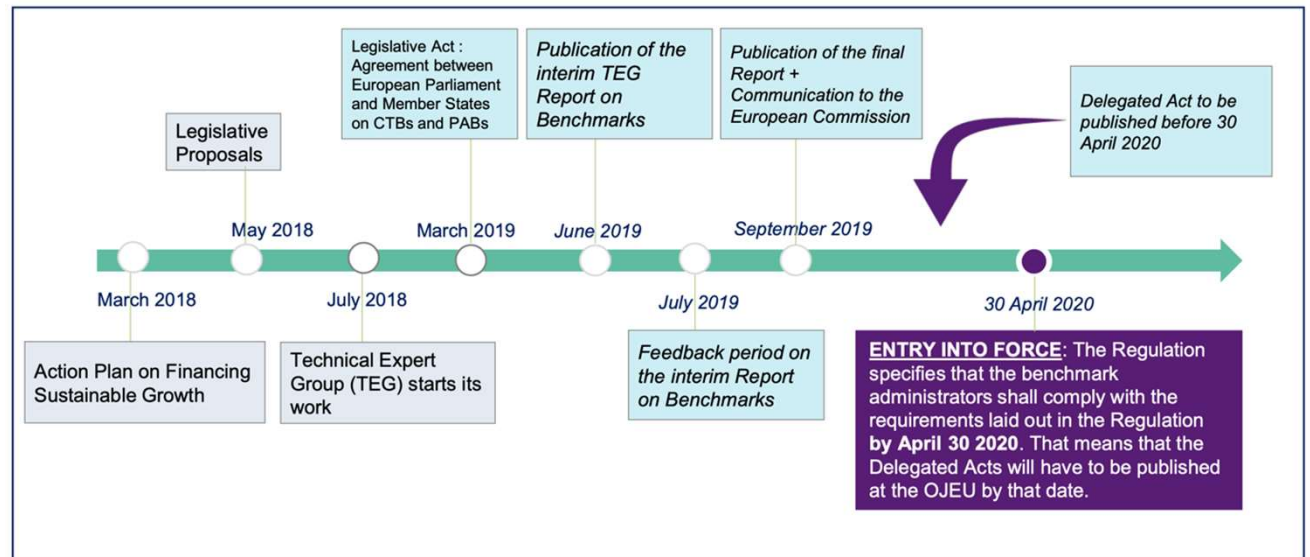 Legislative
Proposals
Legislative Act :
Agreement between
European Parliament
and Member States
on CTBs and PABs
Publication of the
interim TEG
Report on
Benchmarks
Publication of the final
Report +
Communication to the
European Commission
Delegated Act to be
published before 30
April 2020
May 2018
March 2019
June 2019
September 2019
March 2018
July 2018
July 2019
30 April 2020
Action Plan on Financing
Sustainable Growth
Technical Expert
Group (TEG) starts its
work
Feedback period on
the interim Report
on Benchmarks
ENTRY INTO FORCE: The Regulation
specifies that the benchmark
administrators shall comply with the
requirements laid out in the Regulation
by April 30 2020. That means that the
Delegated Acts will have to be published
at the OJEU by that date.